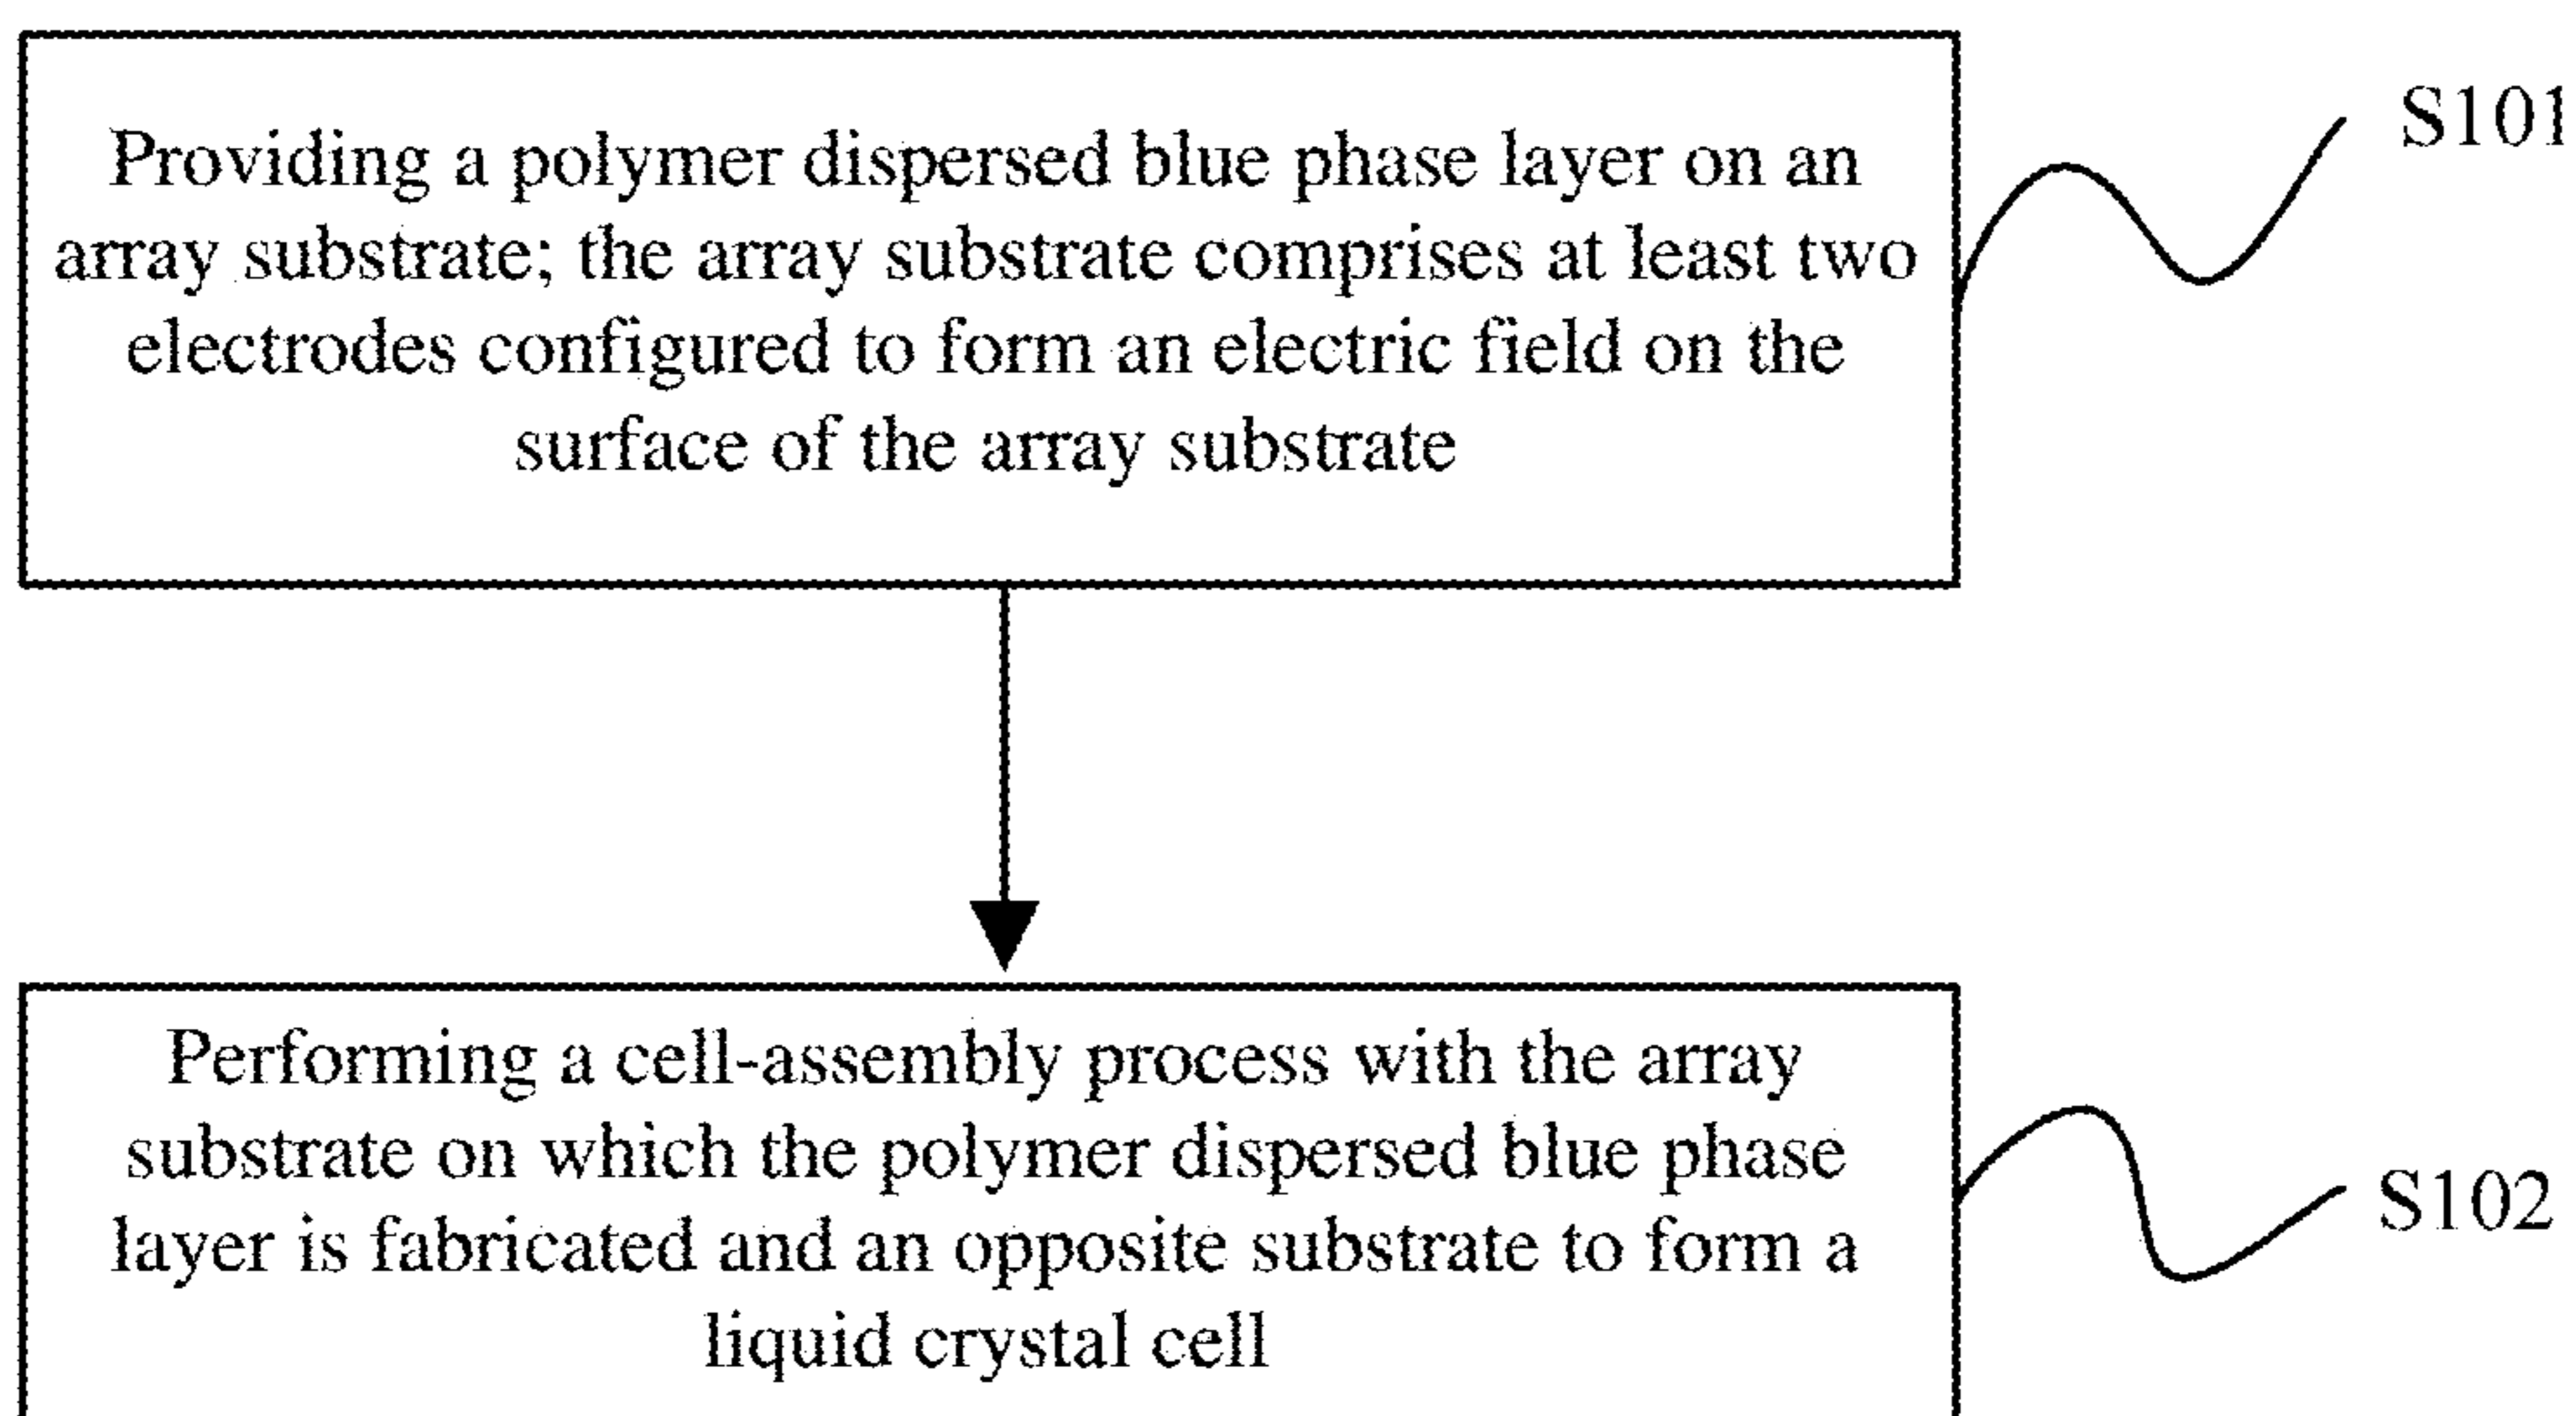 Providing a polymer dispersed blue phase layer on an
array substrate; the array substrate comprises at least two
electrodes configured to form an electric field on the
surface of the array substrate
S101
Performing a cell-assembly process with the array
substrate on which the polymer dispersed blue phase
layer is fabricated and an opposite substrate to form a
liquid crystal cell
S102